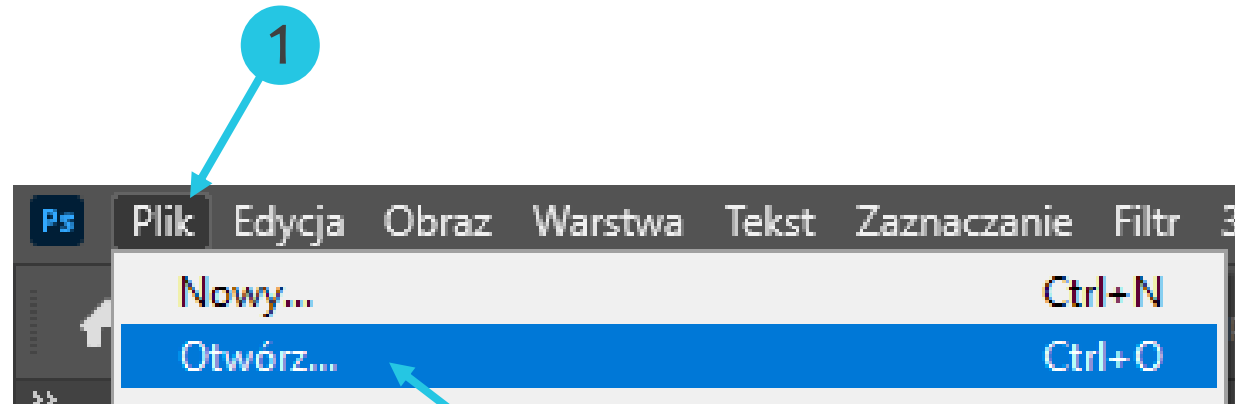 1
Ps Plik Edycja Obraz Warstwa Tekst Zaznaczanie Filtr
Nowy... Ctrl+N
Otwórz... Ctrl+O